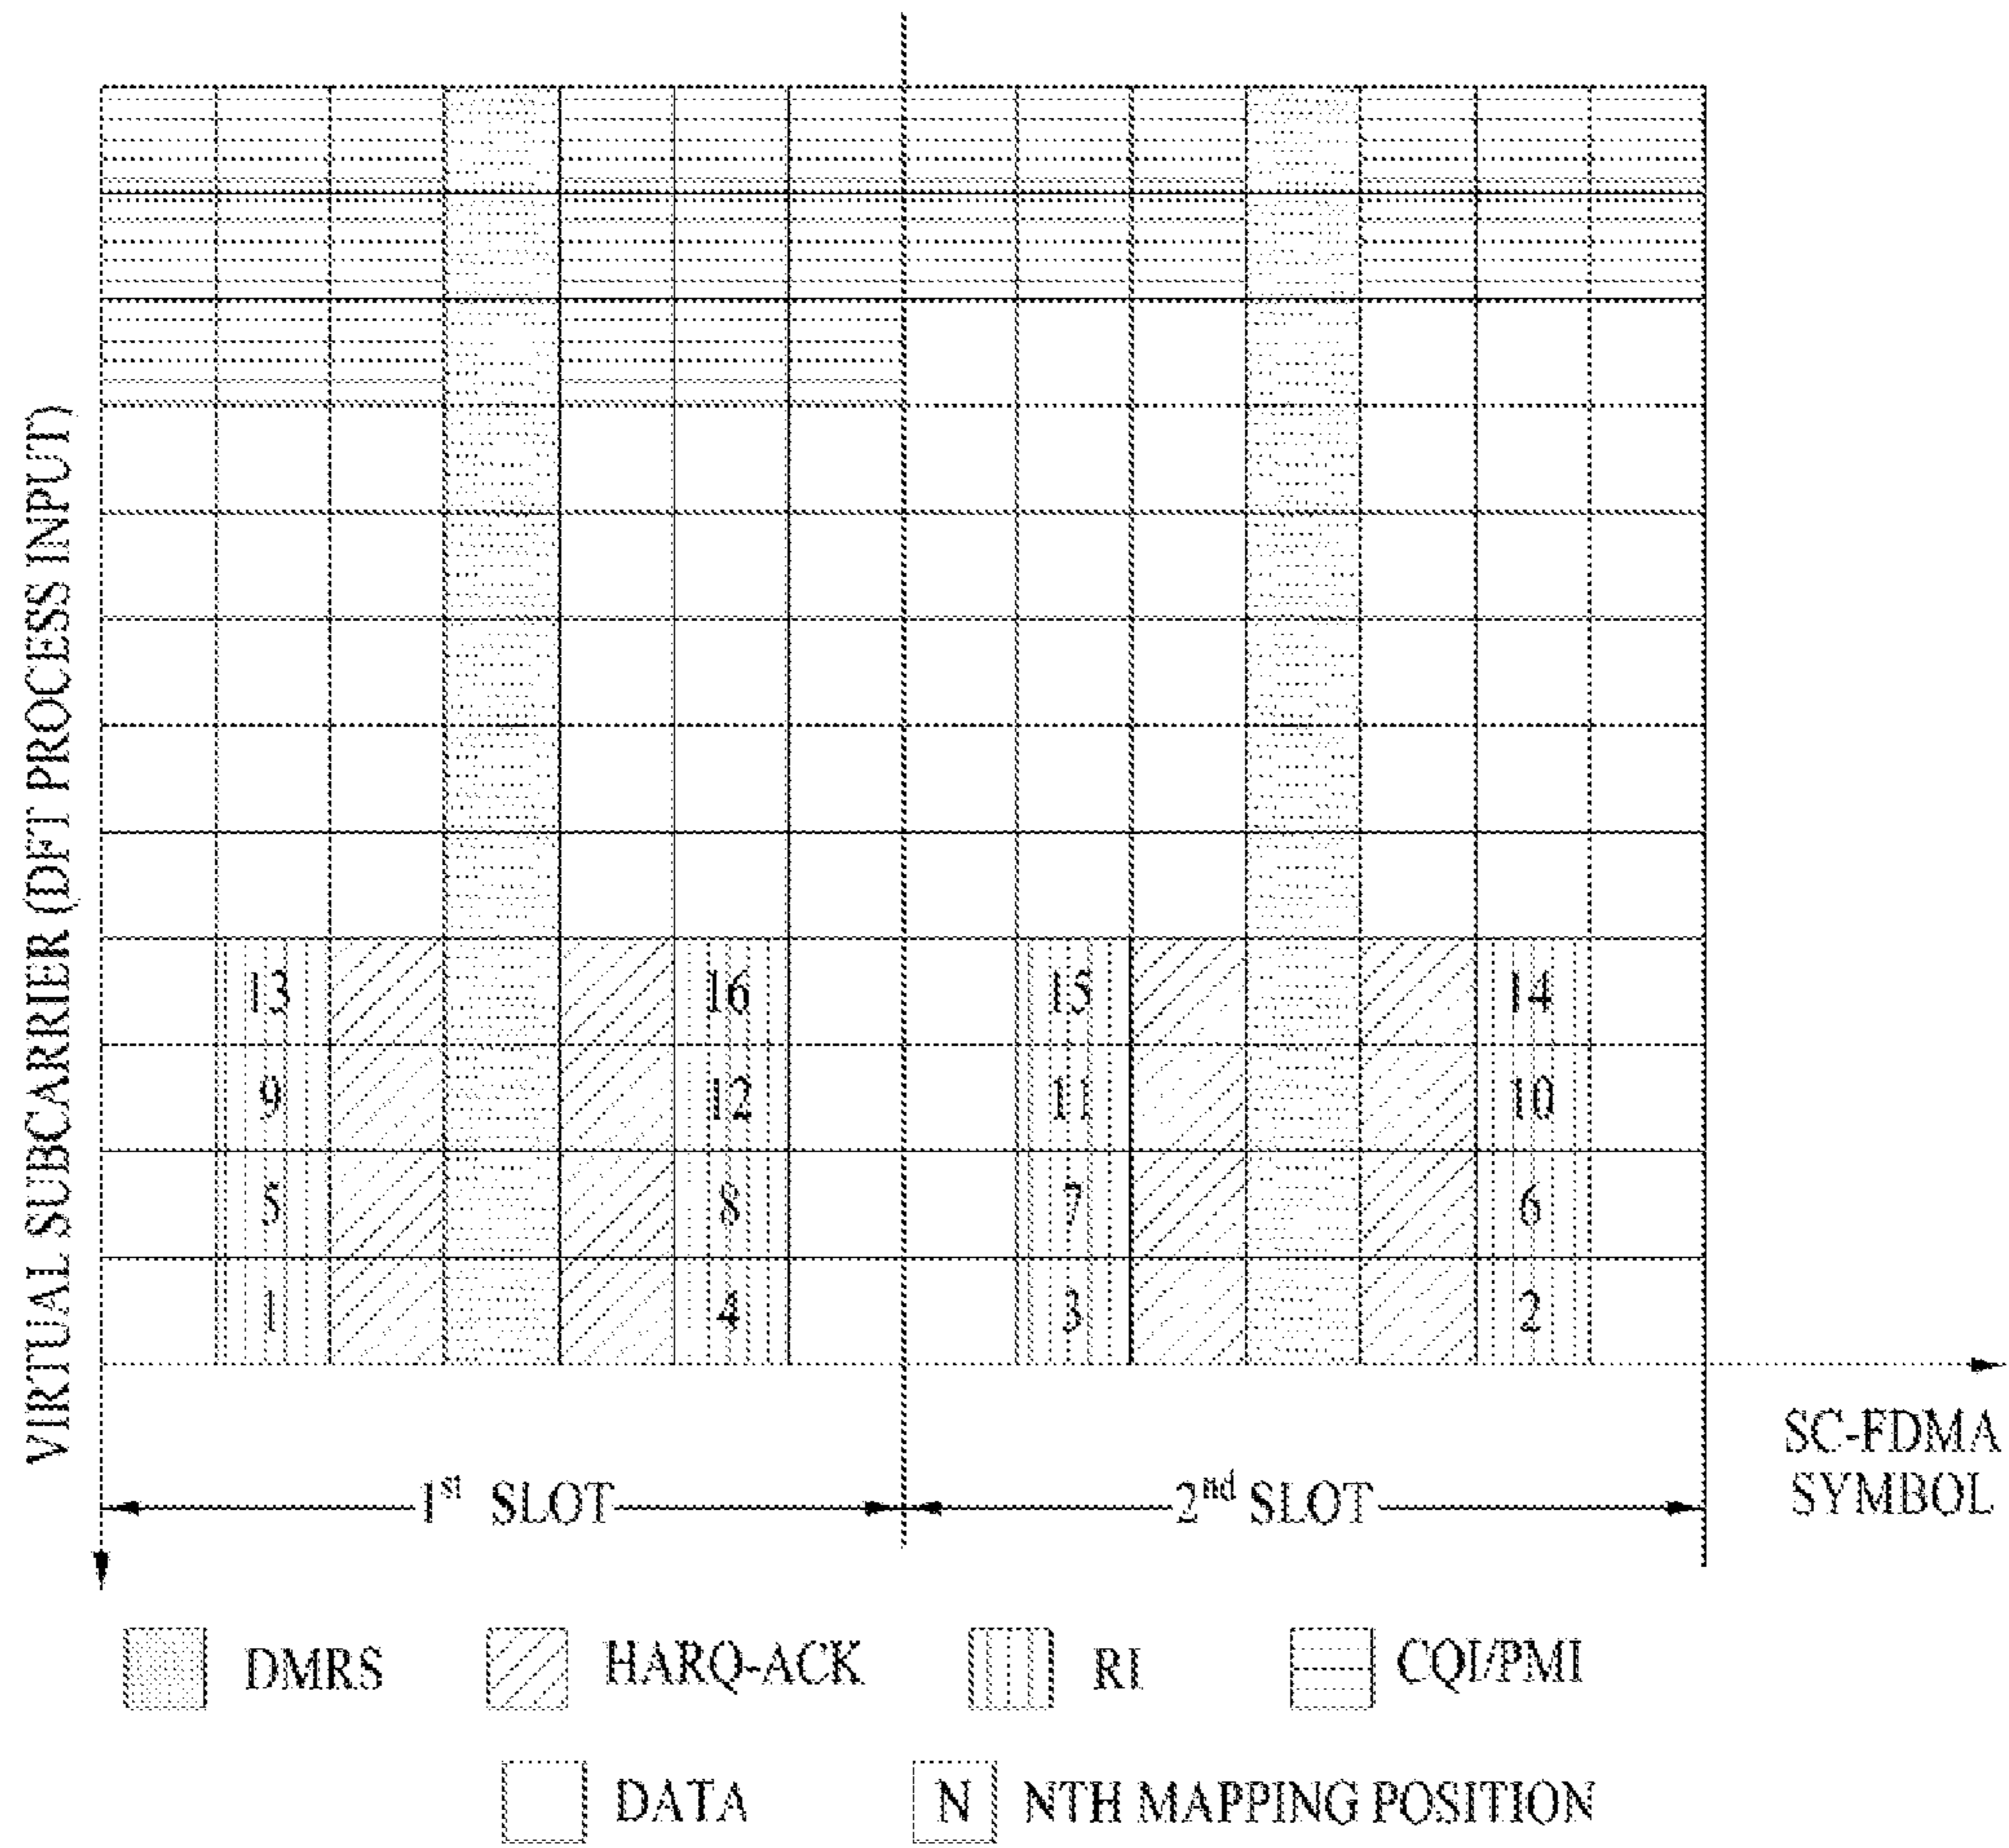 VIRTUAL SUBCARRIER (DFT PROCESS INPUT)
13 16 15 14
9 12 11 10
5 8 7 6
1 4 3 2
SC-FDMA
SYMBOL
1st SLOT 2nd SLOT
DMRS HARQ-ACK RI CQI/PMI
DATA N NTH MAPPING POSITION